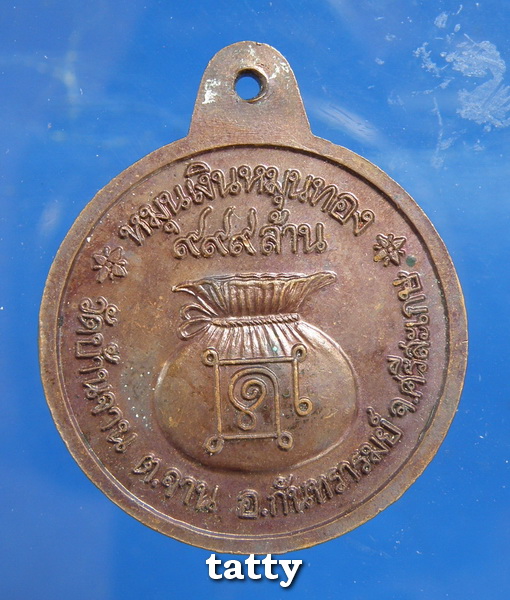 หมุนเงินหมุนทอง
๙๙๙ล้าน
วัดบ้านจาน ต.จาน อ.กันทรารมย์ จ.ศรีสะเกษ
tatty